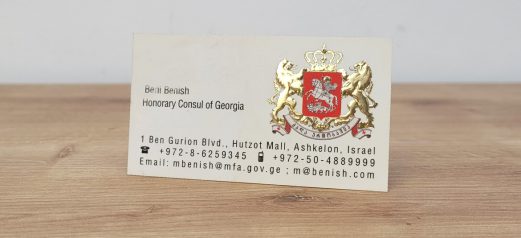 Beni Benish
Honorary Consul of Georgia
1 Ben Gurion Blvd., Hutzot Mall, Ashkelon, Israel
☎ +972-8-6259345 📱 +972-50-4889999
Email: mbenish@mfa.gov.ge ; m@benish.com